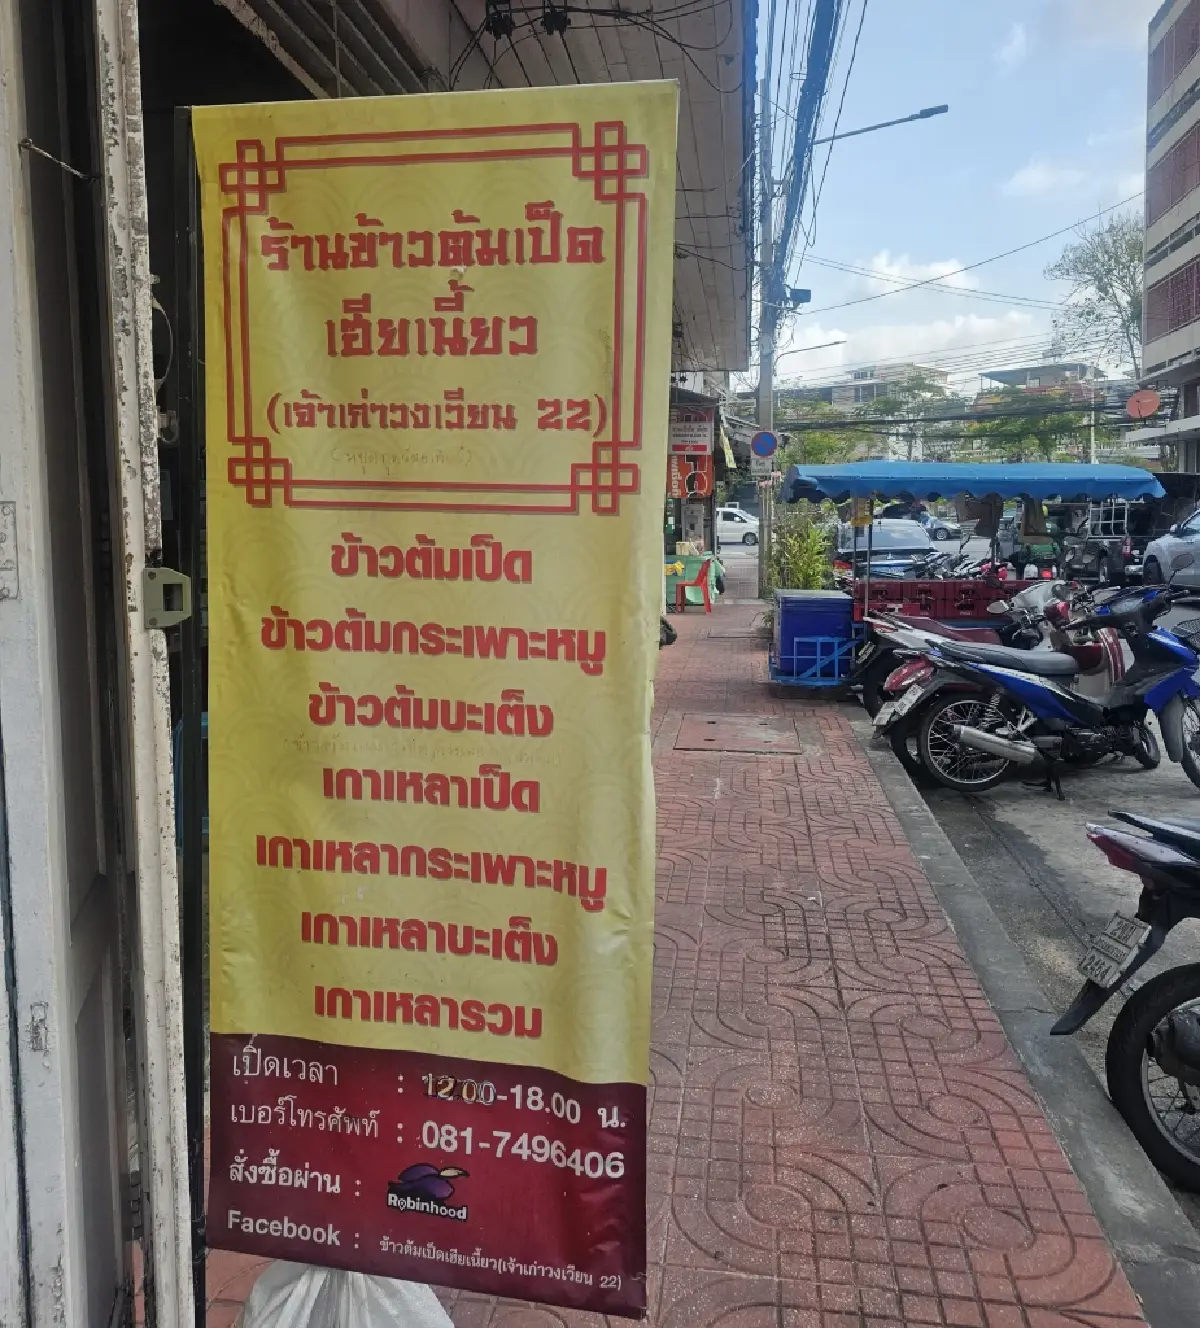 ร้านข้าวต้มเป็ด
เฮียเนี้ยว
(เจ้าเก่าวงเวียน 22)
ข้าวต้มเป็ด
ข้าวต้มกระเพาะหมู
ข้าวต้มบะเต็ง
เกาเหลาเป็ด
เกาเหลากระเพาะหมู
เกาเหลาบะเต็ง
เกาเหลารวม
เปิดเวลา : 12.00-18.00 น.
เบอร์โทรศัพท์ : 081-7496406
สั่งซื้อผ่าน : Robinhood
Facebook : ข้าวต้มเป็ดเฮียเนี้ยว(เจ้าเก่าวงเวียน 22)